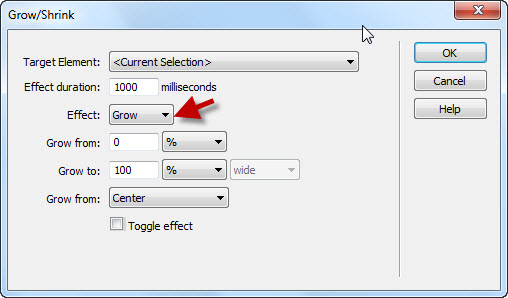 Grow/Shrink
Target Element: <Current Selection>
Effect duration: 1000 milliseconds
Effect: Grow
Grow from: 0 %
Grow to: 100 % wide
Grow from: Center
Toggle effect
OK
Cancel
Help